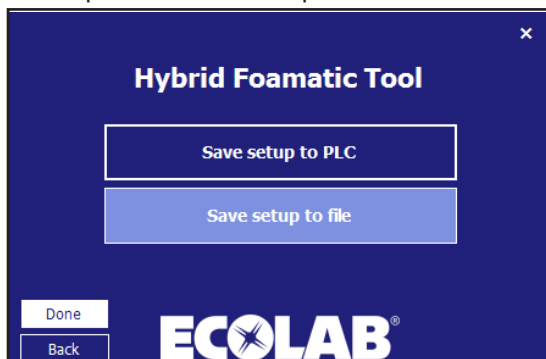 ×
Hybrid Foamatic Tool
Save setup to PLC
Save setup to file
Done
Back
ECOLAB®